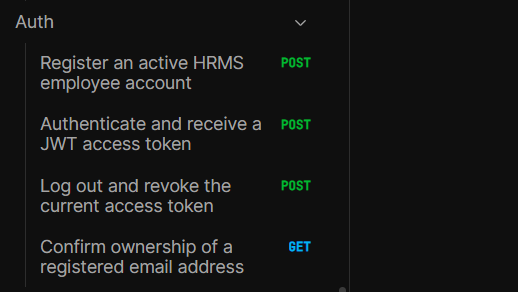 Auth
Register an active HRMS POST
employee account
Authenticate and receive a POST
JWT access token
Log out and revoke the POST
current access token
Confirm ownership of a GET
registered email address